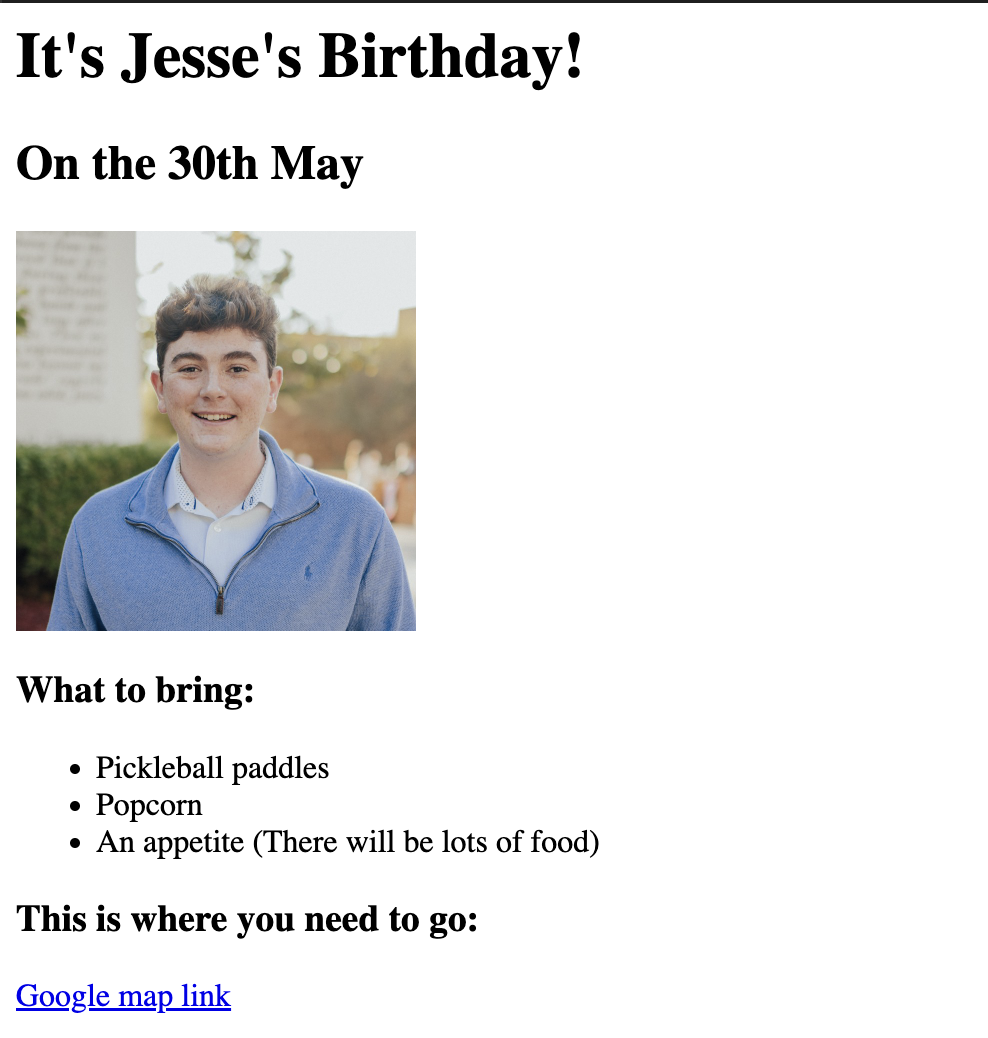 It's Jesse's Birthday!
On the 30th May
What to bring:
Pickleball paddles
Popcorn
An appetite (There will be lots of food)
This is where you need to go:
Google map link